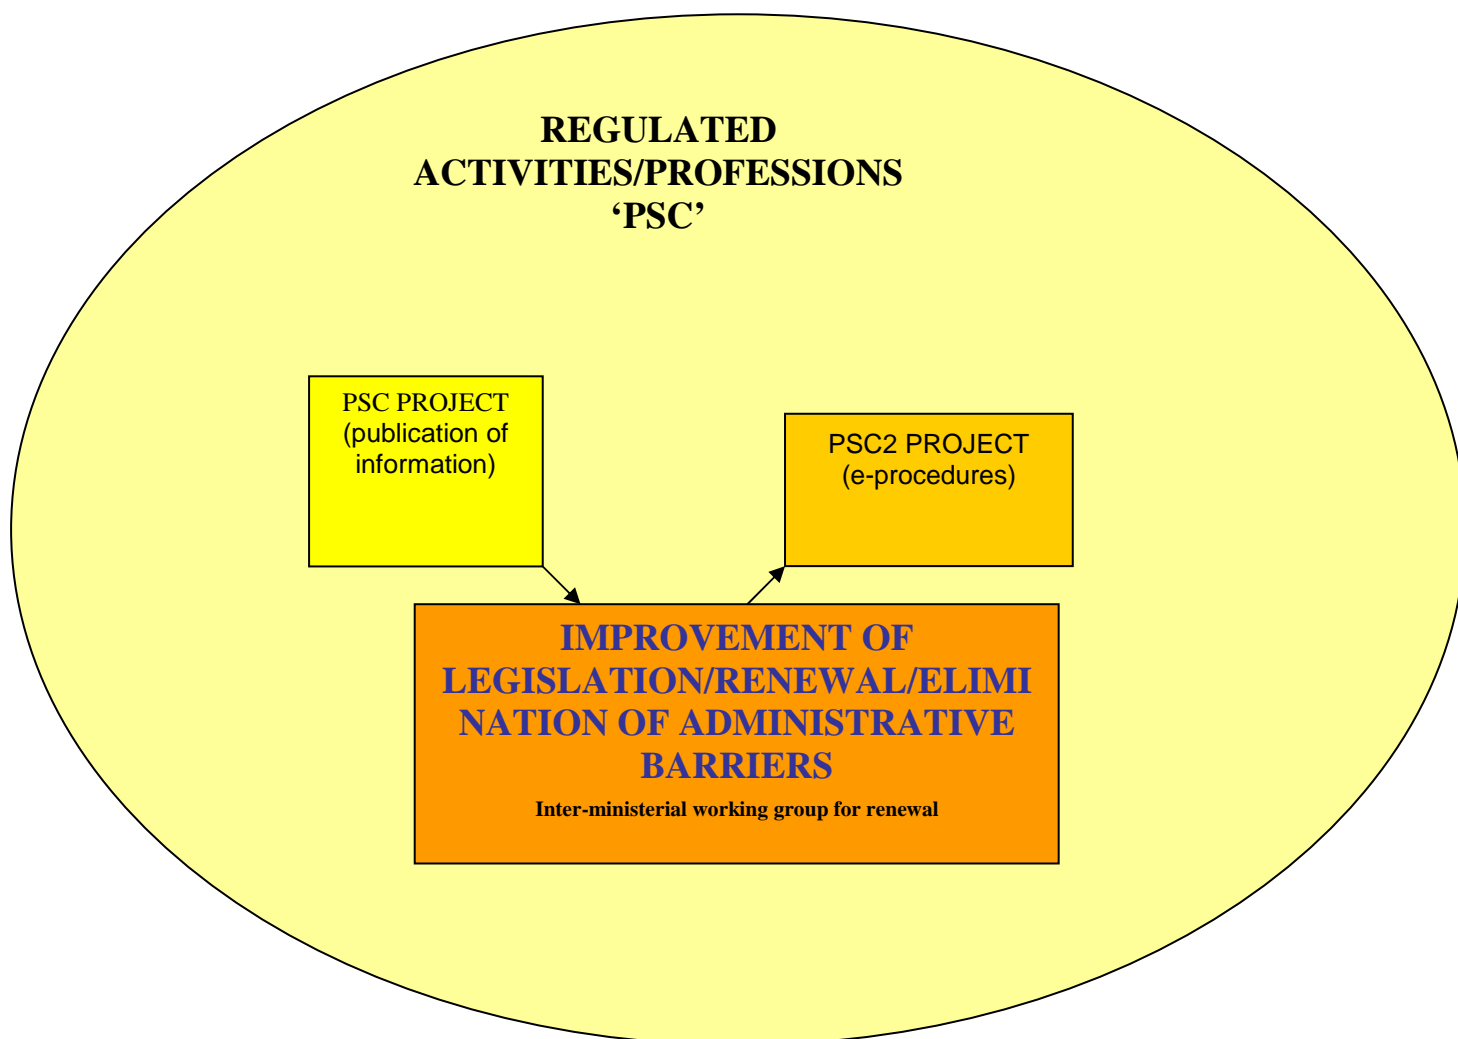 REGULATED
ACTIVITIES/PROFESSIONS
‘PSC’
PSC PROJECT
(publication of
information)
PSC2 PROJECT
(e-procedures)
IMPROVEMENT OF
LEGISLATION/RENEWAL/ELIMI
NATION OF ADMINISTRATIVE
BARRIERS
Inter-ministerial working group for renewal